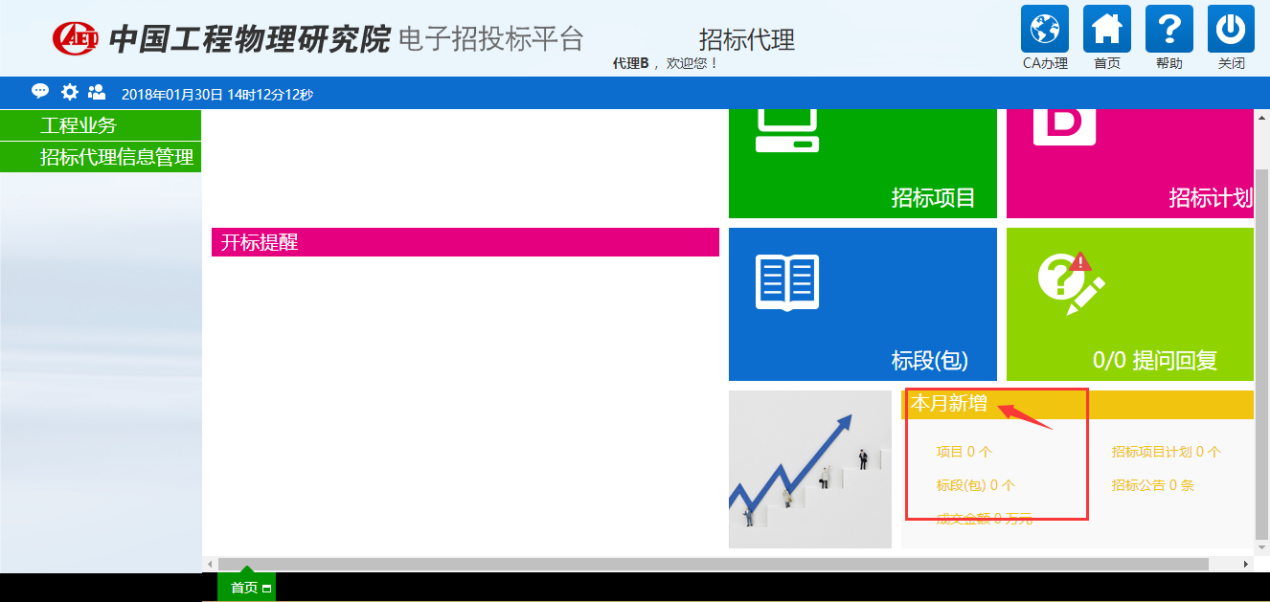 中国工程物理研究院 电子招投标平台
招标代理
代理B ，欢迎您！
CA办理 首页 帮助 关闭
2018年01月30日 14时12分12秒
工程业务
招标代理信息管理
招标项目
招标计划
开标提醒
标段(包)
0/0 提问回复
本月新增
项目 0 个
招标项目计划 0 个
标段(包) 0 个
招标公告 0 条
成交金额 0 万元
首页